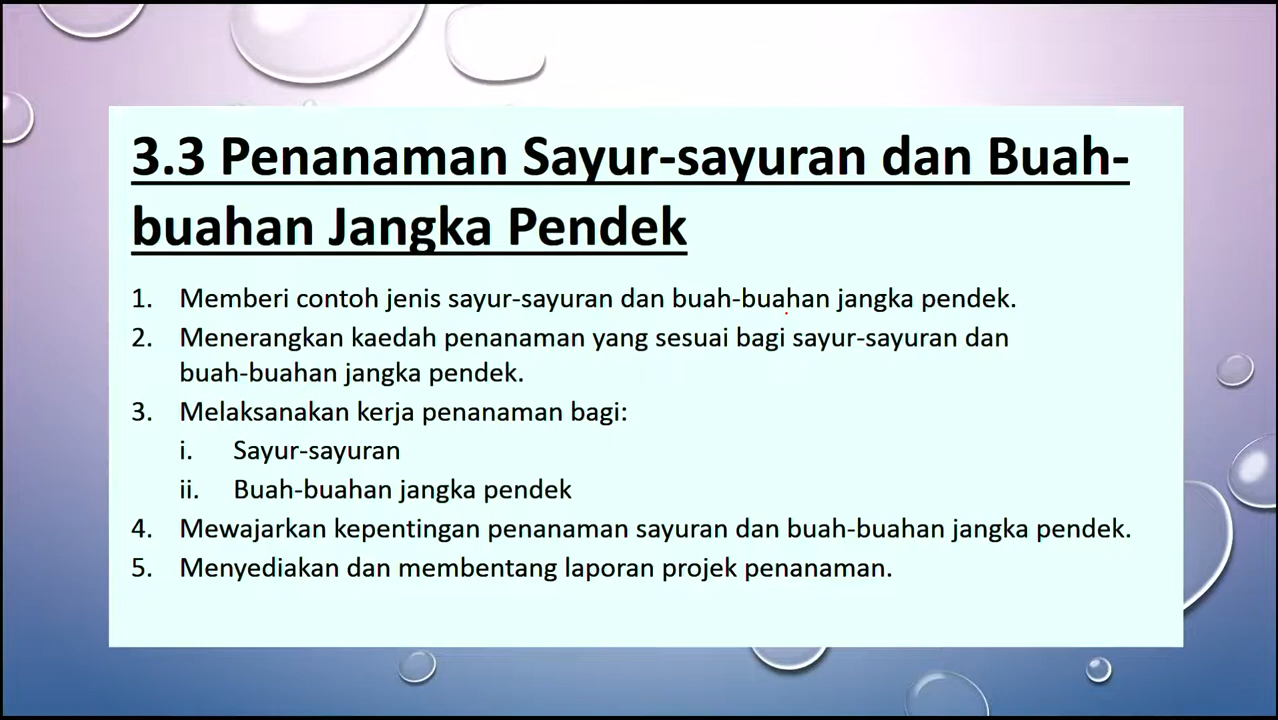 3.3 Penanaman Sayur-sayuran dan Buah-
buahan Jangka Pendek
1. Memberi contoh jenis sayur-sayuran dan buah-buahan jangka pendek.
2. Menerangkan kaedah penanaman yang sesuai bagi sayur-sayuran dan
buah-buahan jangka pendek.
3. Melaksanakan kerja penanaman bagi:
i. Sayur-sayuran
ii. Buah-buahan jangka pendek
4. Mewajarkan kepentingan penanaman sayuran dan buah-buahan jangka pendek.
5. Menyediakan dan membentang laporan projek penanaman.